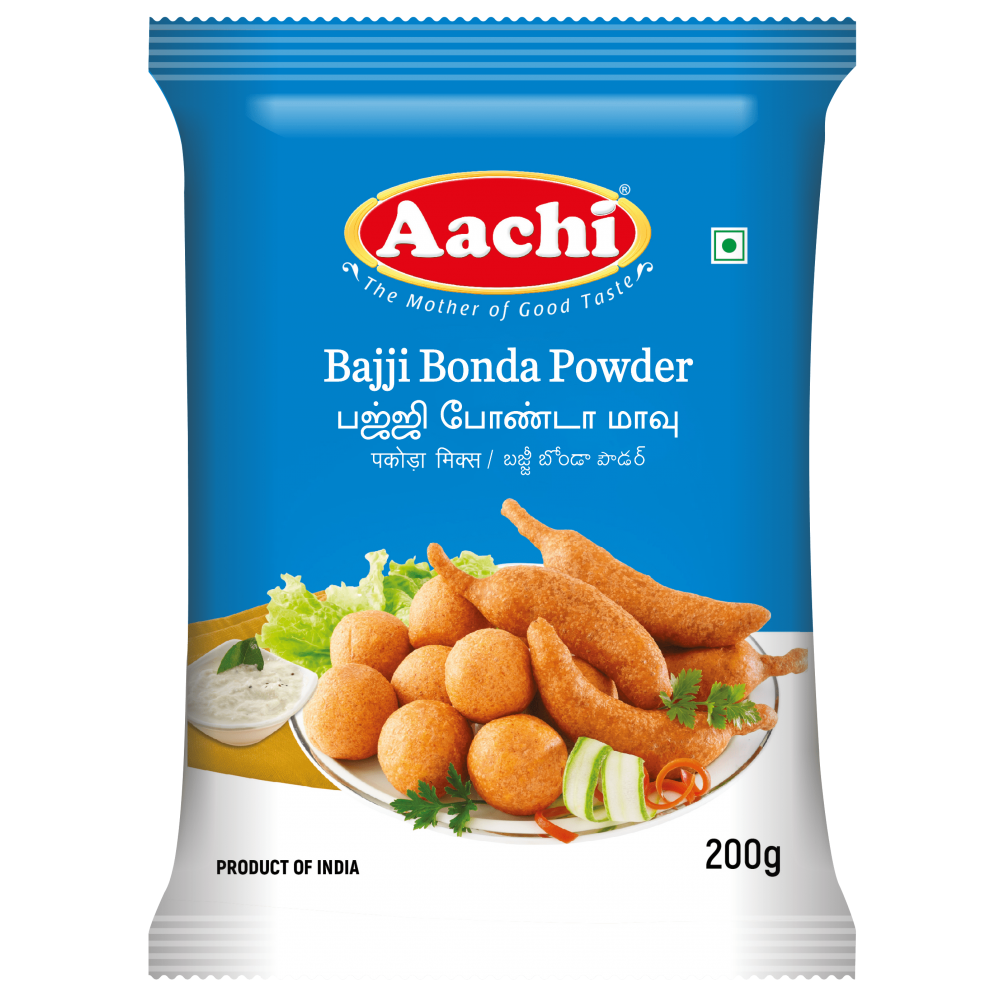 Aachi®
The Mother of Good Taste
Bajji Bonda Powder
பஜ்ஜி போண்டா மாவு
पकोड़ा मिक्स / బజ్జీ బోండా పౌడర్
PRODUCT OF INDIA
200g